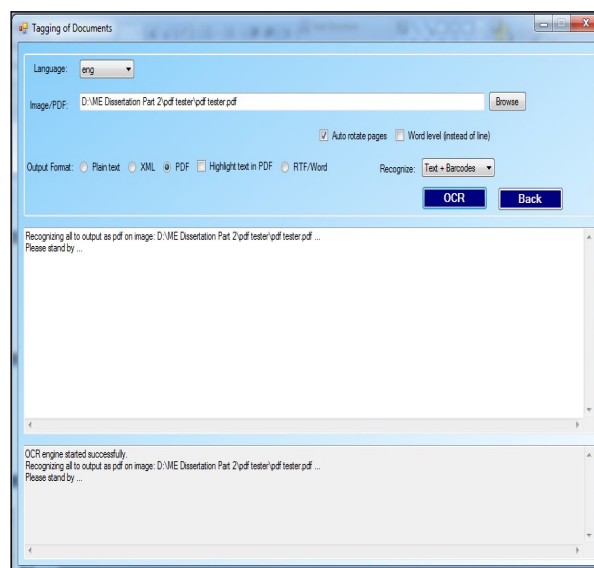 Tagging of Documents
Language: eng
Image/PDF: D:\ME Dissertation Part 2\pdf tester\pdf tester.pdf Browse
Auto rotate pages Word level (instead of line)
Output Format: Plain text XML PDF Highlight text in PDF RTF/Word Recognize: Text + Barcodes
OCR Back
Recognizing all to output as pdf on image: D:\ME Dissertation Part 2\pdf tester\pdf tester.pdf ...
Please stand by ...
OCR engine started successfully.
Recognizing all to output as pdf on image: D:\ME Dissertation Part 2\pdf tester\pdf tester.pdf ...
Please stand by ...